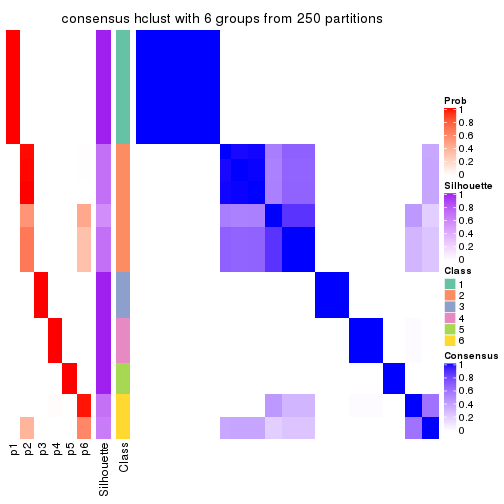 consensus hclust with 6 groups from 250 partitions
Prob
1
0.8
0.6
0.4
0.2
0
Silhouette
1
0.8
0.6
0.4
0.2
0
Class
1
2
3
4
5
6
Consensus
1
0.8
0.6
0.4
0.2
0
p1
p2
p3
p4
p5
p6
Silhouette
Class